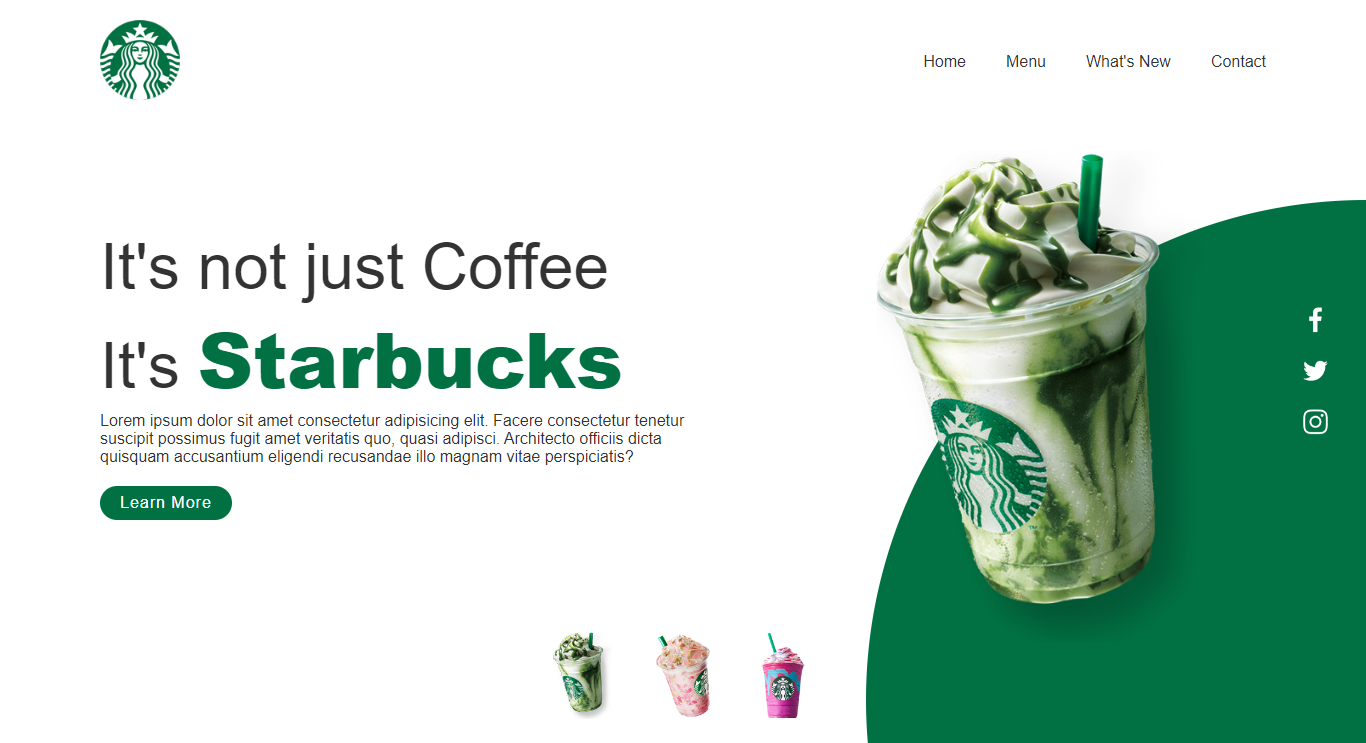 Home Menu What's New Contact
It's not just Coffee
It's Starbucks
Lorem ipsum dolor sit amet consectetur adipisicing elit. Facere consectetur tenetur
suscipit possimus fugit amet veritatis quo, quasi adipisci. Architecto officiis dicta
quisquam accusantium eligendi recusandae illo magnam vitae perspiciatis?
Learn More